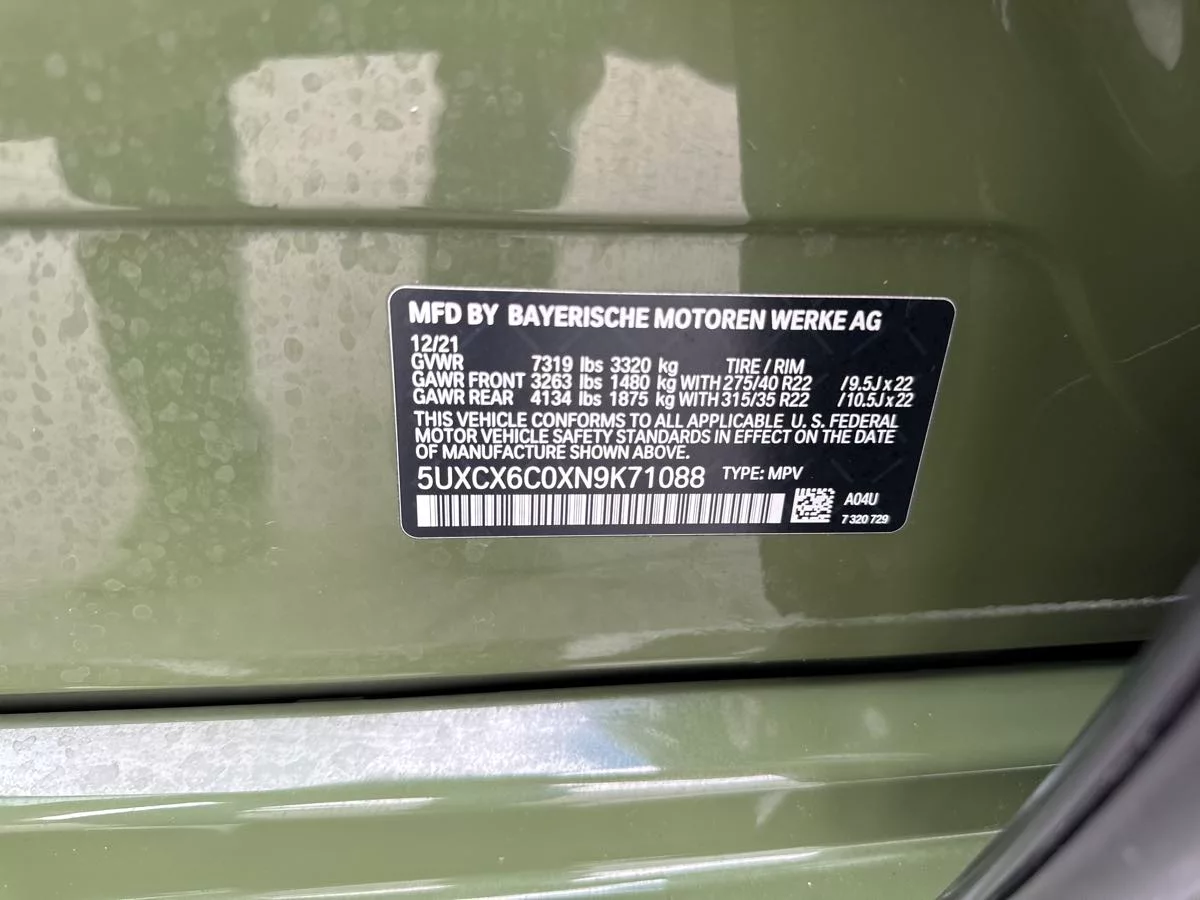 MFD BY BAYERISCHE MOTOREN WERKE AG
12/21
GVWR 7319 lbs 3320 kg TIRE / RIM
GAWR FRONT 3263 lbs 1480 kg WITH 275/40 R22 /9.5J x 22
GAWR REAR 4134 lbs 1875 kg WITH 315/35 R22 /10.5J x 22
THIS VEHICLE CONFORMS TO ALL APPLICABLE U. S. FEDERAL
MOTOR VEHICLE SAFETY STANDARDS IN EFFECT ON THE DATE
OF MANUFACTURE SHOWN ABOVE.
5UXCX6C0XN9K71088 TYPE: MPV
A04U
7 320 729